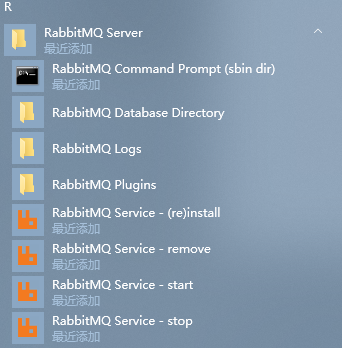 R
RabbitMQ Server
最近添加
RabbitMQ Command Prompt (sbin dir)
最近添加
RabbitMQ Database Directory
RabbitMQ Logs
RabbitMQ Plugins
RabbitMQ Service - (re)install
最近添加
RabbitMQ Service - remove
最近添加
RabbitMQ Service - start
最近添加
RabbitMQ Service - stop
最近添加